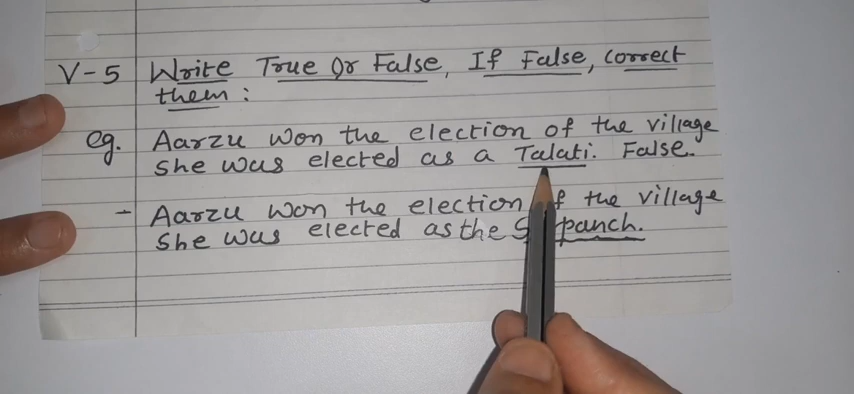 V-5 Write True Or False, If False, correct
them :
eg. Aarzu won the election of the village
She was elected as a Talati. False.
- Aarzu won the election the village
She was elected as the